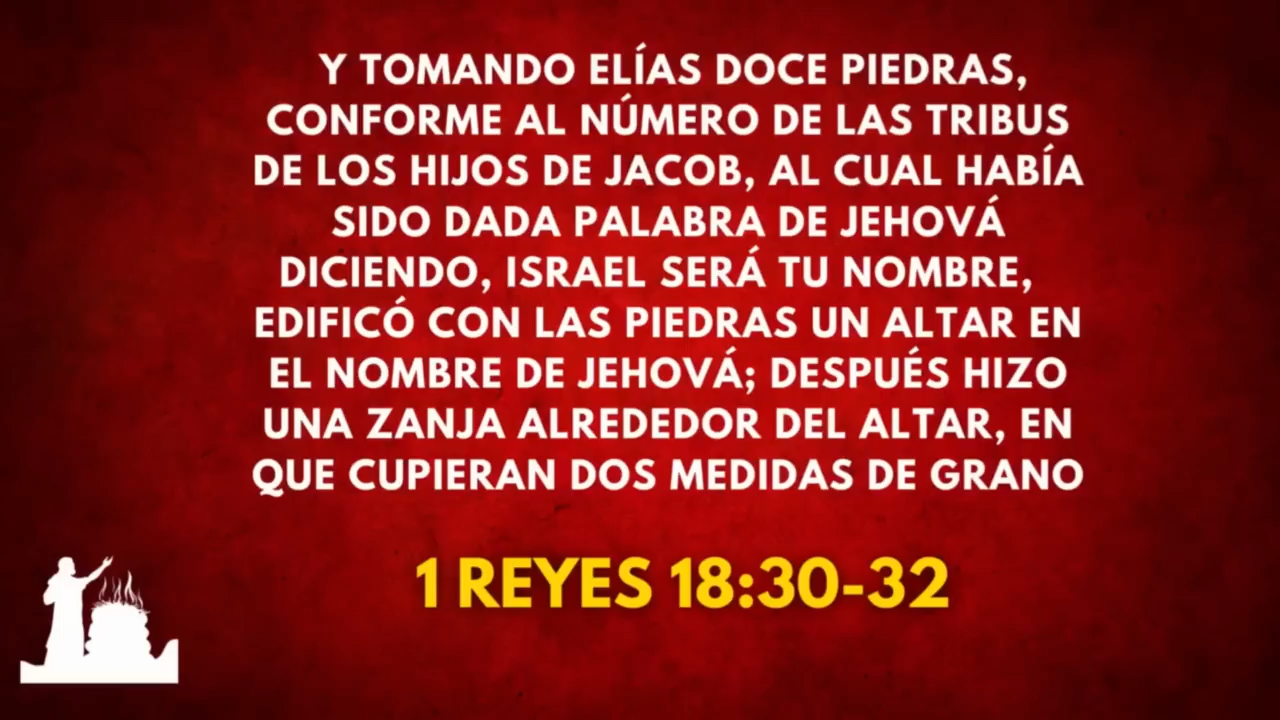 Y TOMANDO ELÍAS DOCE PIEDRAS,
CONFORME AL NÚMERO DE LAS TRIBUS
DE LOS HIJOS DE JACOB, AL CUAL HABÍA
SIDO DADA PALABRA DE JEHOVÁ
DICIENDO, ISRAEL SERÁ TU NOMBRE,
EDIFICÓ CON LAS PIEDRAS UN ALTAR EN
EL NOMBRE DE JEHOVÁ; DESPUÉS HIZO
UNA ZANJA ALREDEDOR DEL ALTAR, EN
QUE CUPIERAN DOS MEDIDAS DE GRANO
1 REYES 18:30-32